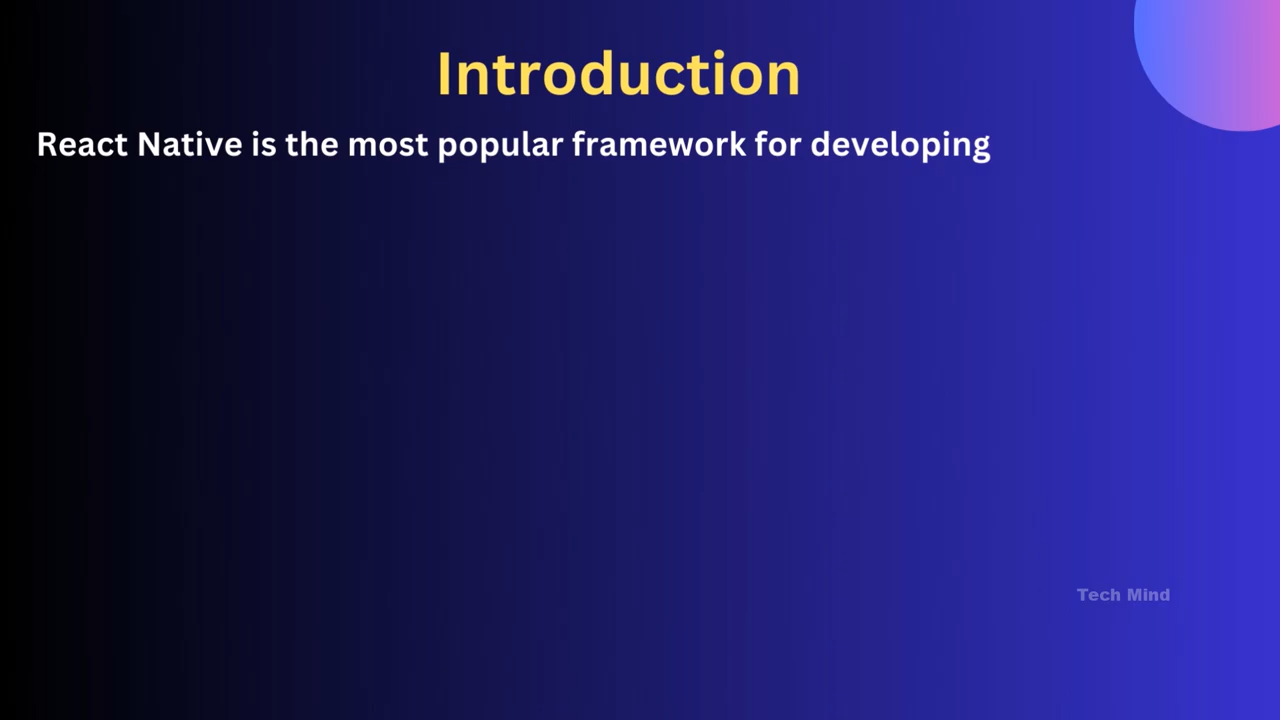 Introduction
React Native is the most popular framework for developing
Tech Mind